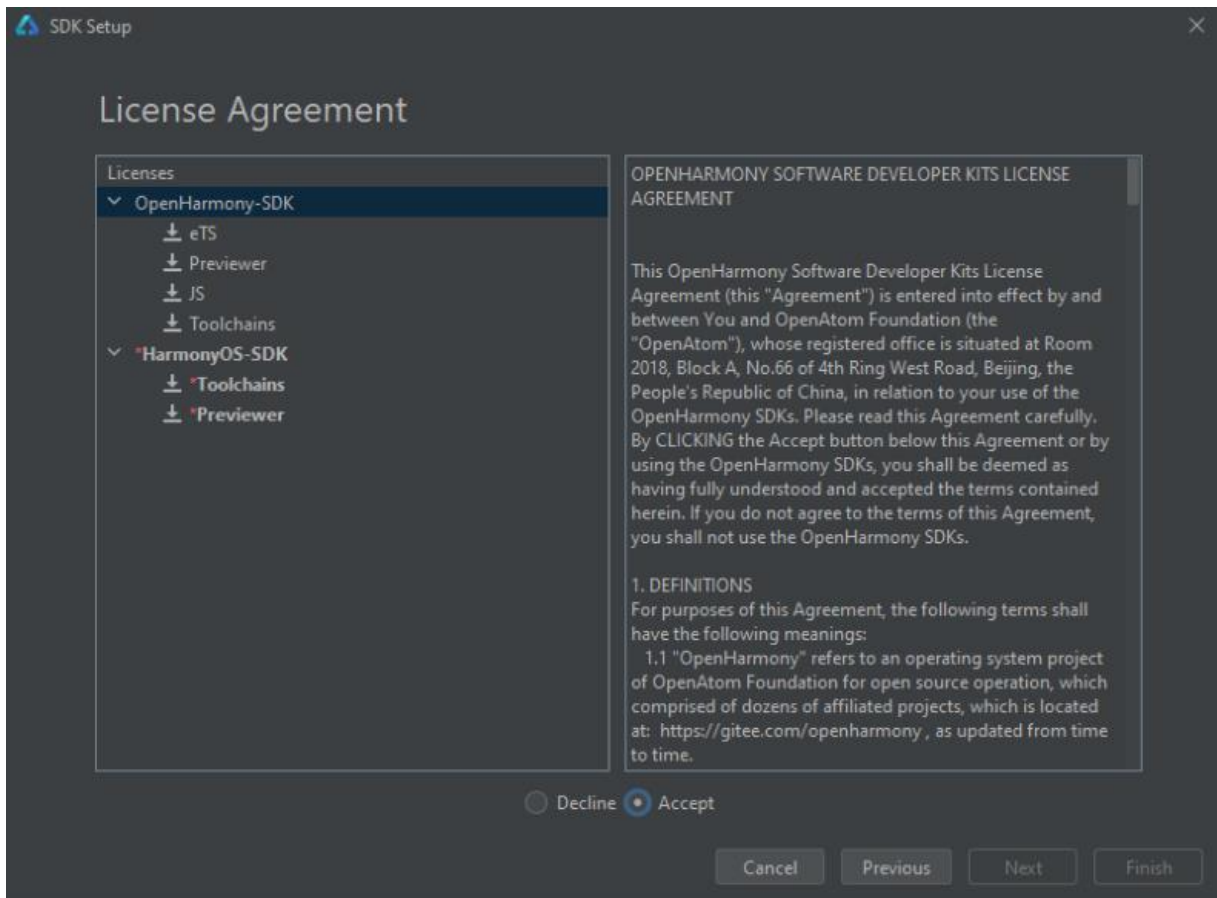 SDK Setup
License Agreement
Licenses
OpenHarmony-SDK
eTS
Previewer
JS
Toolchains
*HarmonyOS-SDK
*Toolchains
*Previewer
OPENHARMONY SOFTWARE DEVELOPER KITS LICENSE
AGREEMENT
This OpenHarmony Software Developer Kits License
Agreement (this "Agreement") is entered into effect by and
between You and OpenAtom Foundation (the
"OpenAtom"), whose registered office is situated at Room
2018, Block A, No.66 of 4th Ring West Road, Beijing, the
People's Republic of China, in relation to your use of the
OpenHarmony SDKs. Please read this Agreement carefully.
By CLICKING the Accept button below this Agreement or by
using the OpenHarmony SDKs, you shall be deemed as
having fully understood and accepted the terms contained
herein. If you do not agree to the terms of this Agreement,
you shall not use the OpenHarmony SDKs.
1. DEFINITIONS
For purposes of this Agreement, the following terms shall
have the following meanings:
1.1 "OpenHarmony" refers to an operating system project
of OpenAtom Foundation for open source operation, which
comprised of dozens of affiliated projects, which is located
at: https://gitee.com/openharmony , as updated from time
to time.
Decline Accept
Cancel Previous Next Finish